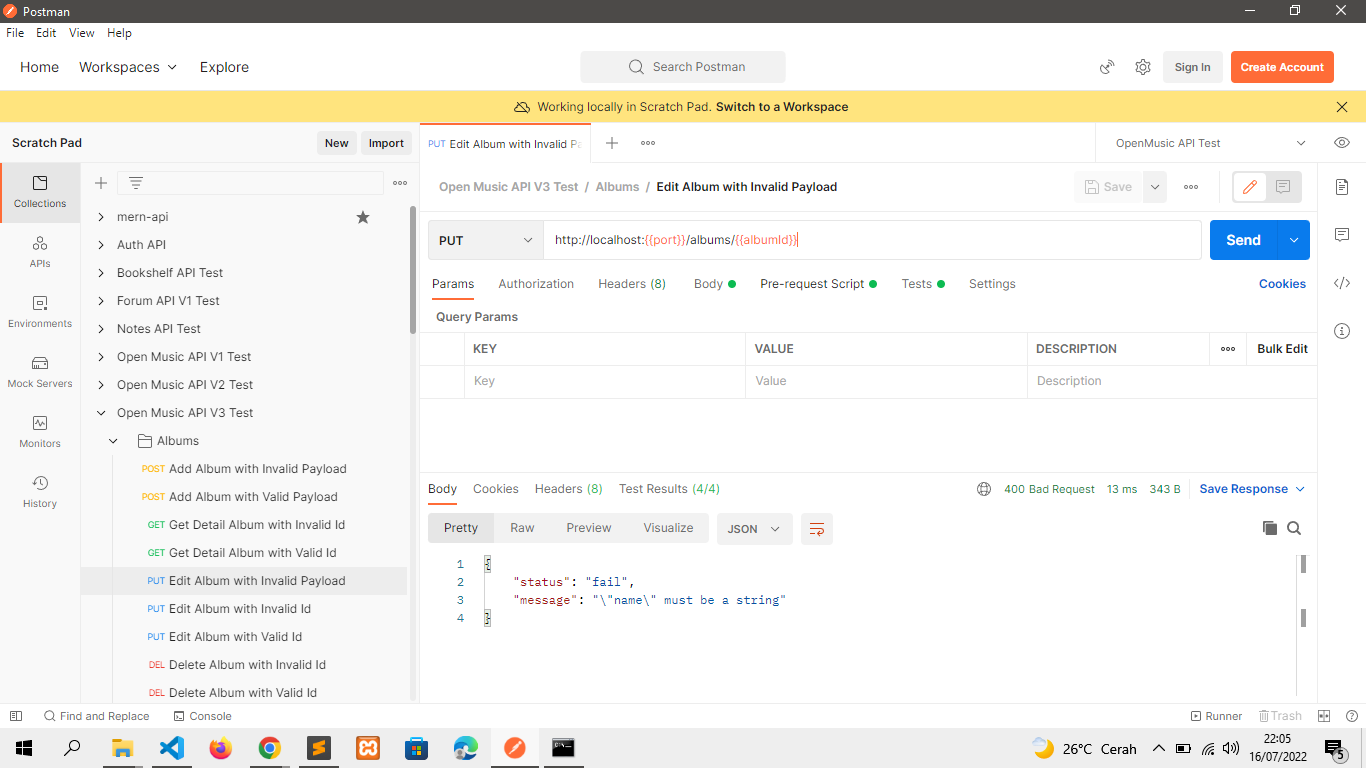 Postman
File Edit View Help
Home Workspaces Explore Search Postman Sign In Create Account
Working locally in Scratch Pad. Switch to a Workspace
Scratch Pad New Import
PUT Edit Album with Invalid Pa
OpenMusic API Test
Collections
APIs
Environments
Mock Servers
Monitors
History
mern-api
Auth API
Bookshelf API Test
Forum API V1 Test
Notes API Test
Open Music API V1 Test
Open Music API V2 Test
Open Music API V3 Test
Albums
POST Add Album with Invalid Payload
POST Add Album with Valid Payload
GET Get Detail Album with Invalid Id
GET Get Detail Album with Valid Id
PUT Edit Album with Invalid Payload
PUT Edit Album with Invalid Id
PUT Edit Album with Valid Id
DEL Delete Album with Invalid Id
DEL Delete Album with Valid Id
Open Music API V3 Test / Albums / Edit Album with Invalid Payload Save
PUT http://localhost:{{port}}/albums/{{albumId}} Send
Params Authorization Headers (8) Body Pre-request Script Tests Settings Cookies
Query Params
KEY VALUE DESCRIPTION Bulk Edit
Key Value Description
Body Cookies Headers (8) Test Results (4/4) 400 Bad Request 13 ms 343 B Save Response
Pretty Raw Preview Visualize JSON
1 {
2 "status": "fail",
3 "message": "\"name\" must be a string"
4 }
Find and Replace Console Runner Trash
26°C Cerah
22:05
16/07/2022
5